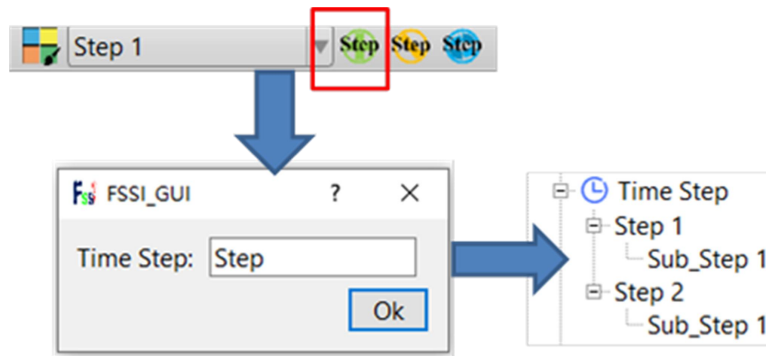 Step 1
Step Step Step
Fssi FSSI_GUI ? ×
Time Step: Step
Ok
Time Step
Step 1
Sub_Step 1
Step 2
Sub_Step 1